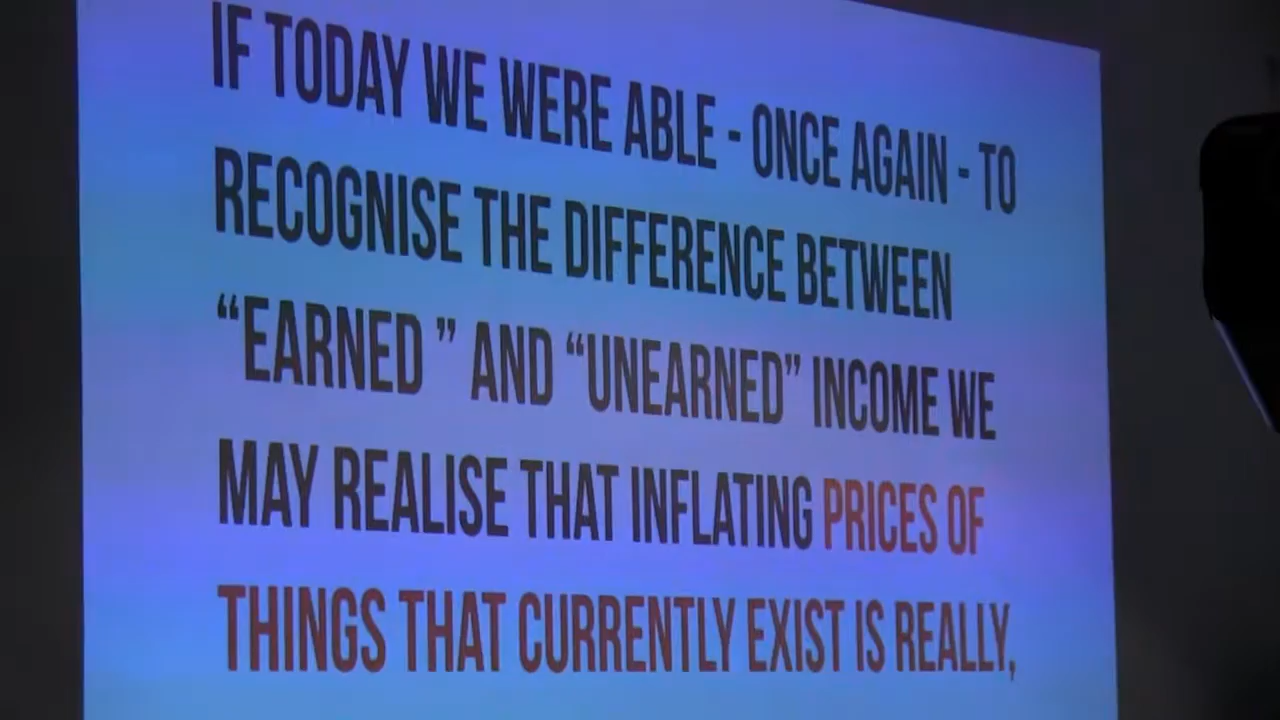 IF TODAY WE WERE ABLE - ONCE AGAIN - TO
RECOGNISE THE DIFFERENCE BETWEEN
“EARNED ” AND “UNEARNED” INCOME WE
MAY REALISE THAT INFLATING PRICES OF
THINGS THAT CURRENTLY EXIST IS REALLY,